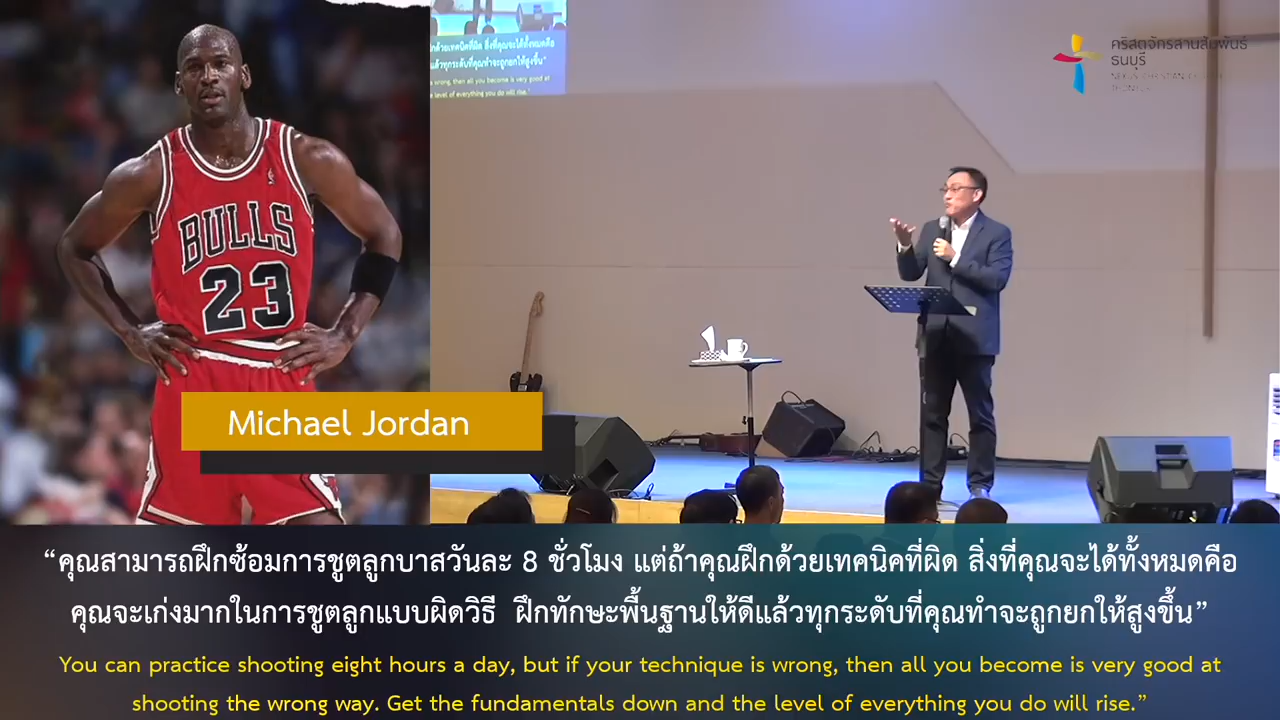 BULLS
23
Michael Jordan
คริสตจักรสานสัมพันธ์
ธนบุรี
“คุณสามารถฝึกซ้อมการชูตลูกบาสวันละ 8 ชั่วโมง แต่ถ้าคุณฝึกด้วยเทคนิคที่ผิด สิ่งที่คุณจะได้ทั้งหมดคือ
คุณจะเก่งมากในการชูตลูกแบบผิดวิธี ฝึกทักษะพื้นฐานให้ดีแล้วทุกระดับที่คุณทำจะถูกยกให้สูงขึ้น”
You can practice shooting eight hours a day, but if your technique is wrong, then all you become is very good at
shooting the wrong way. Get the fundamentals down and the level of everything you do will rise.”